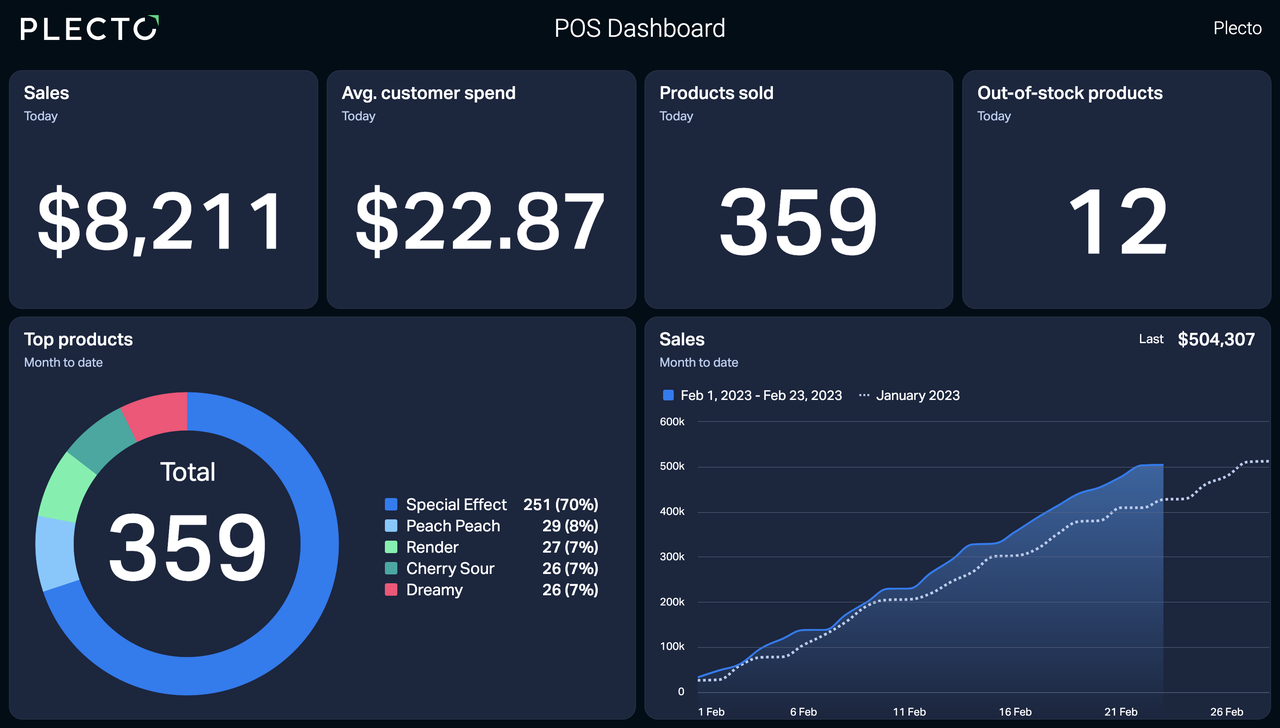 PLECTO
POS Dashboard
Plecto
Sales
Today
$8,211
Avg. customer spend
Today
$22.87
Products sold
Today
359
Out-of-stock products
Today
12
Top products
Month to date
Total
359
Special Effect 251 (70%)
Peach Peach 29 (8%)
Render 27 (7%)
Cherry Sour 26 (7%)
Dreamy 26 (7%)
Sales
Last $504,307
Month to date
Feb 1, 2023 - Feb 23, 2023 January 2023
600k
500k
400k
300k
200k
100k
0
1 Feb 6 Feb 11 Feb 16 Feb 21 Feb 26 Feb